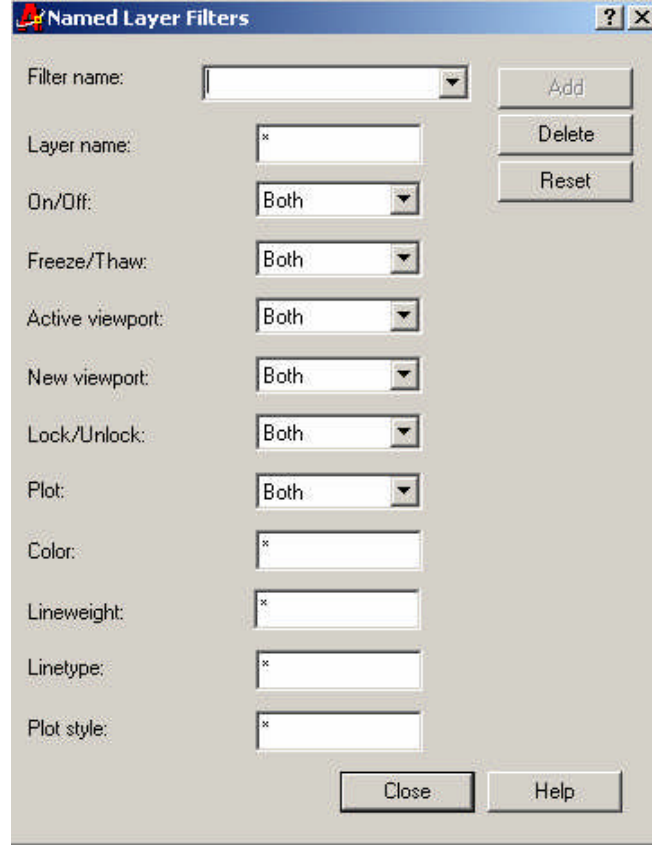 Named Layer Filters
Filter name:
Add
Layer name: *
Delete
Reset
On/Off: Both
Freeze/Thaw: Both
Active viewport: Both
New viewport: Both
Lock/Unlock: Both
Plot: Both
Color: *
Lineweight: *
Linetype: *
Plot style: *
Close Help